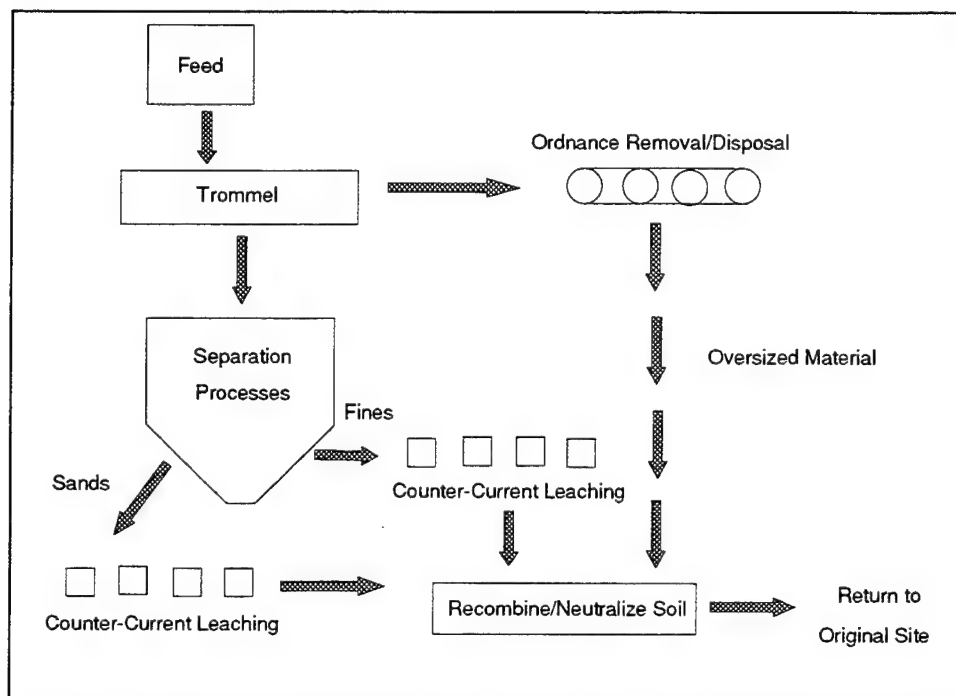 Feed
Ordnance Removal/Disposal
Trommel
Separation
Processes
Oversized Material
Fines
Sands
Counter-Current Leaching
Counter-Current Leaching
Recombine/Neutralize Soil
Return to
Original Site